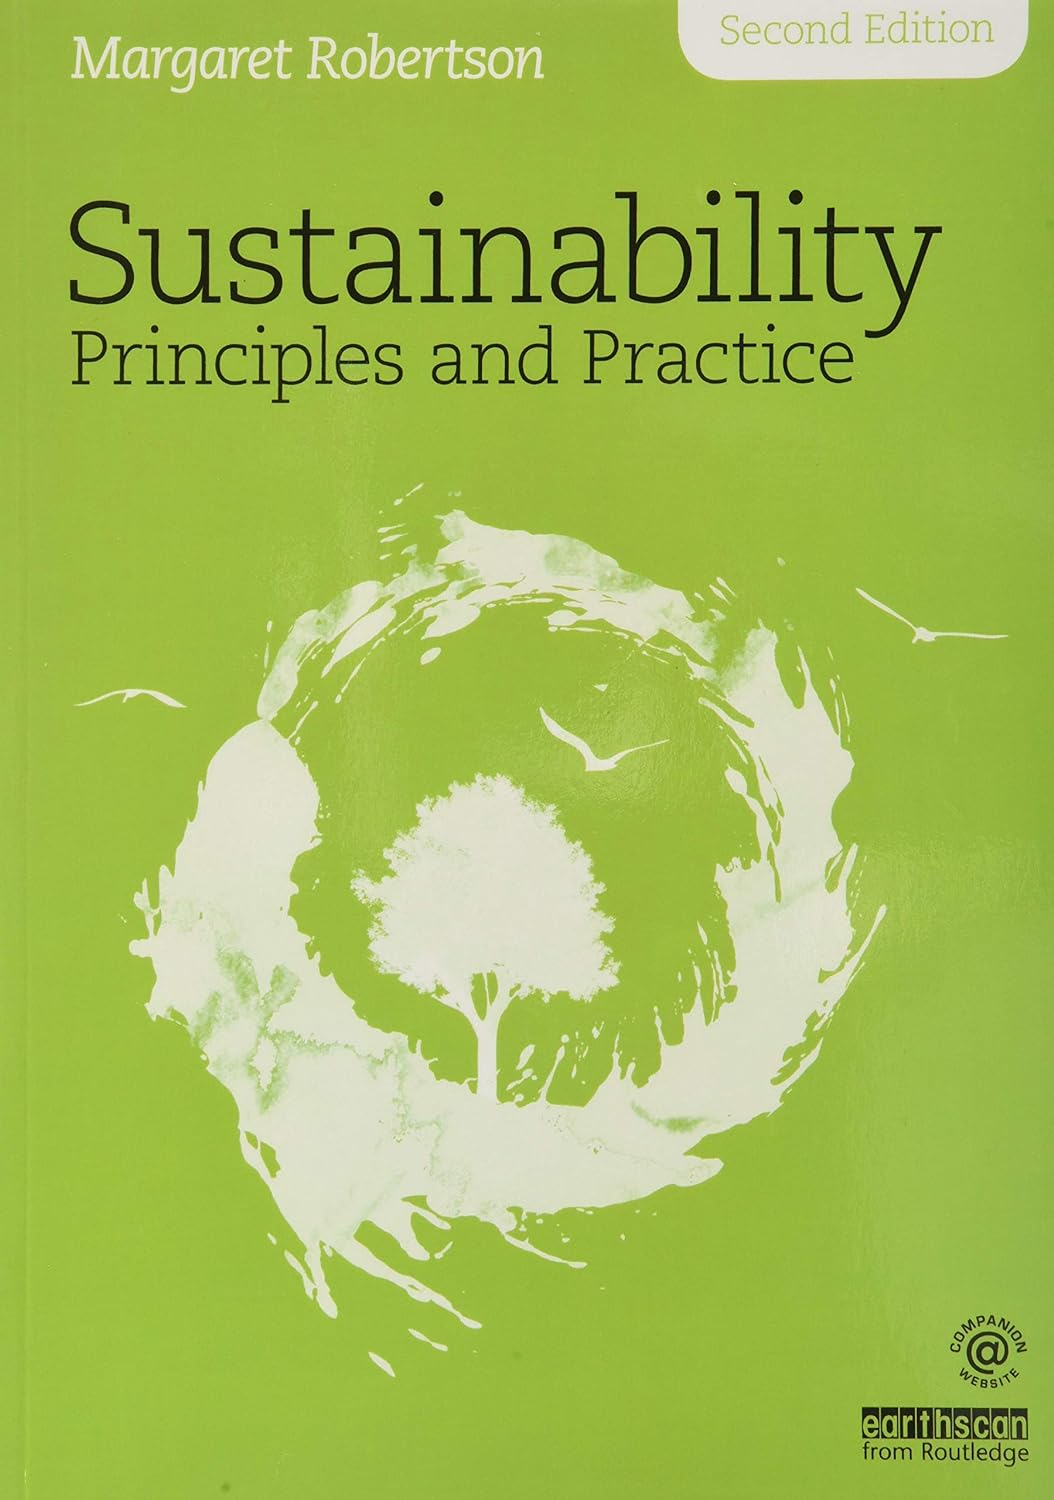 Second Edition
Margaret Robertson
Sustainability
Principles and Practice
COMPANION
@
WEBSITE
earthscan
from Routledge